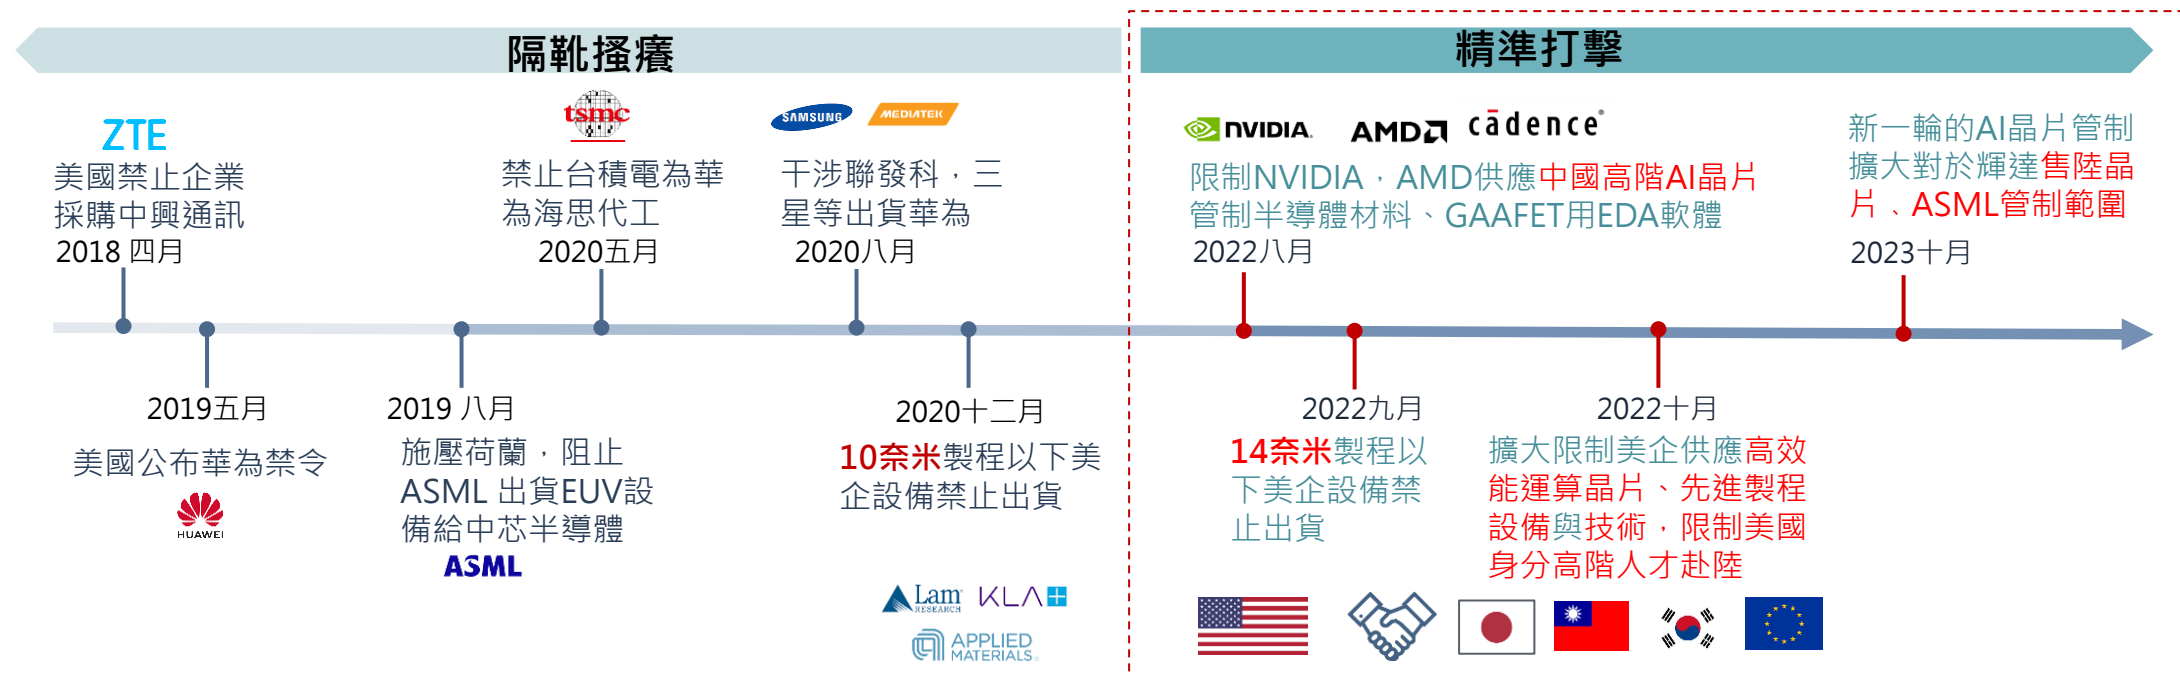 隔靴搔癢
精準打擊
ZTE
美國禁止企業
採購中興通訊
2018 四月
tsmc
禁止台積電為華
為海思代工
2020五月
SAMSUNG
MEDIATEK
干涉聯發科，三
星等出貨華為
2020八月
NVIDIA.
AMD
cādence®
限制NVIDIA，AMD供應中國高階AI晶片
管制半導體材料、GAAFET用EDA軟體
2022八月
新一輪的AI晶片管制
擴大對於輝達售陸晶
片、ASML管制範圍
2023十月
2019五月
美國公布華為禁令
HUAWEI
2019 八月
施壓荷蘭，阻止
ASML 出貨EUV設
備給中芯半導體
ASML
2020十二月
10奈米製程以下美
企設備禁止出貨
Lam
RESEARCH
KLA
APPLIED
MATERIALS
2022九月
14奈米製程以
下美企設備禁
止出貨
2022十月
擴大限制美企供應高效
能運算晶片、先進製程
設備與技術，限制美國
身分高階人才赴陸